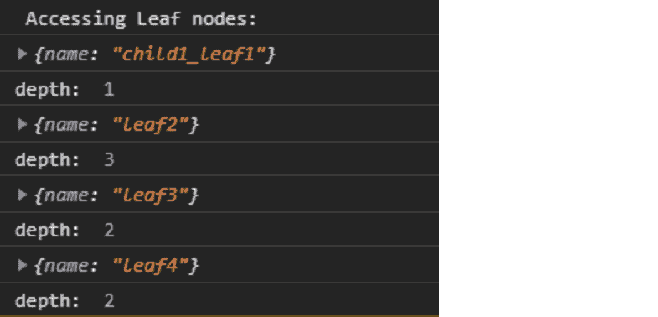 Accessing Leaf nodes:
{name: "child1_leaf1"}
depth: 1
{name: "leaf2"}
depth: 3
{name: "leaf3"}
depth: 2
{name: "leaf4"}
depth: 2